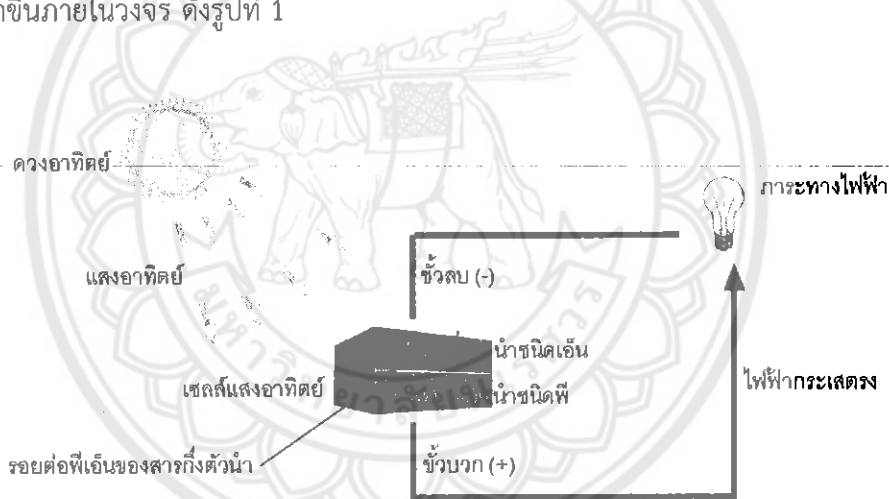 ขึ้นภายในวงจร ดังรูปที่ 1
ดวงอาทิตย์
ภาระทางไฟฟ้า
แสงอาทิตย์
ขั้วลบ (-)
นำชนิดเอ็น
เซลล์แสงอาทิตย์
นำชนิดพี
ไฟฟ้ากระแสตรง
รอยต่อพีเอ็นของสารกึ่งตัวนำ
ขั้วบวก (+)